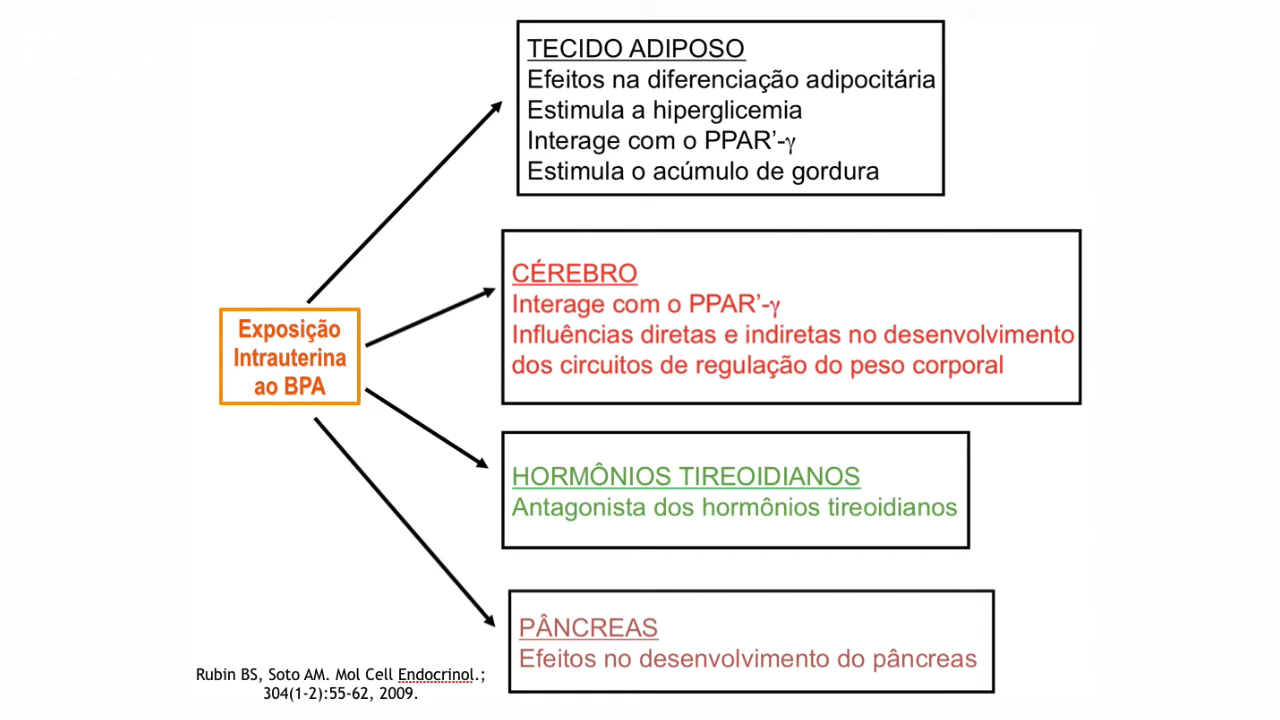 Text
TECIDO ADIPOSO
Efeitos na diferenciação adipocitária
Estimula a hiperglicemia
Interage com o PPAR’-γ
Estimula o acúmulo de gordura
CÉREBRO
Interage com o PPAR’-γ
Influências diretas e indiretas no desenvolvimento
dos circuitos de regulação do peso corporal
Exposição
Intrauterina
ao BPA
HORMÔNIOS TIREOIDIANOS
Antagonista dos hormônios tireoidianos
PÂNCREAS
Efeitos no desenvolvimento do pâncreas
Rubin BS, Soto AM. Mol Cell Endocrinol.;
304(1-2):55-62, 2009.